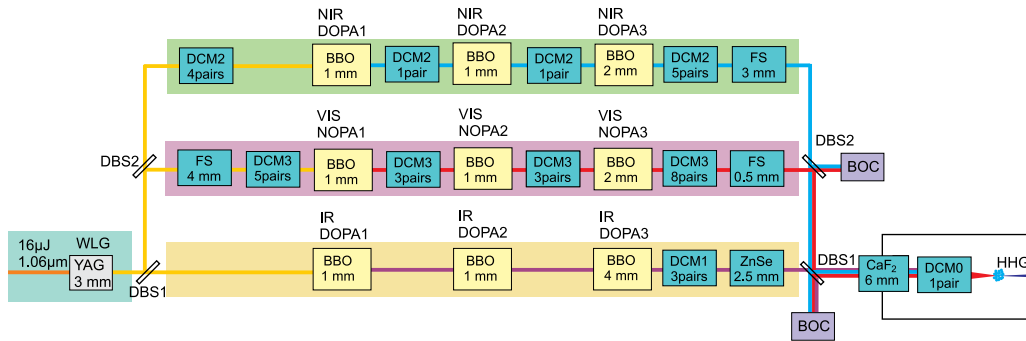 NIR
DOPA1
NIR
DOPA2
NIR
DOPA3
DCM2
4pairs
BBO
1 mm
DCM2
1pair
BBO
1 mm
DCM2
1pair
BBO
2 mm
DCM2
5pairs
FS
3 mm
VIS
NOPA1
VIS
NOPA2
VIS
NOPA3
DBS2
FS
4 mm
DCM3
5pairs
BBO
1 mm
DCM3
3pairs
BBO
1 mm
DCM3
3pairs
BBO
2 mm
DCM3
8pairs
FS
0.5 mm
DBS2
BOC
IR
DOPA1
IR
DOPA2
IR
DOPA3
16µJ
1.06µm
WLG
YAG
3 mm
DBS1
BBO
1 mm
BBO
1 mm
BBO
4 mm
DCM1
3pairs
ZnSe
2.5 mm
DBS1
CaF₂
6 mm
DCM0
1pair
HHG
BOC